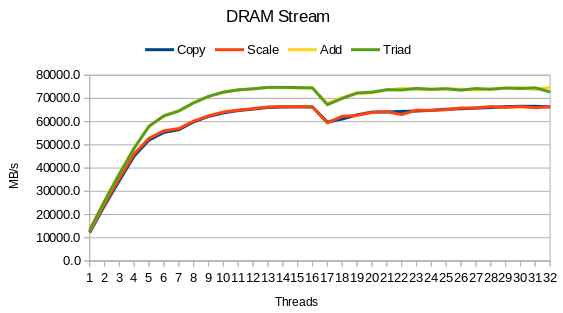 DRAM Stream
Copy Scale Add Triad
80000.0
70000.0
60000.0
50000.0
40000.0
30000.0
20000.0
10000.0
0.0
MB/s
1 2 3 4 5 6 7 8 9 10 11 12 13 14 15 16 17 18 19 20 21 22 23 24 25 26 27 28 29 30 31 32
Threads